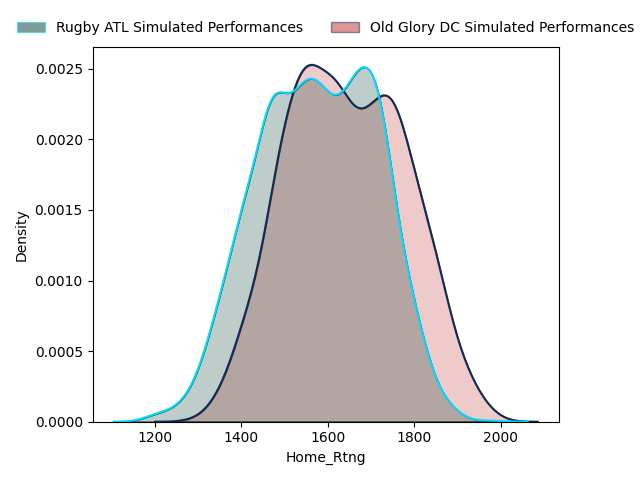 Rugby ATL Simulated Performances Old Glory DC Simulated Performances
0.0025
0.0020
0.0015
0.0010
0.0005
0.0000
Density
1200 1400 1600 1800 2000
Home_Rtng